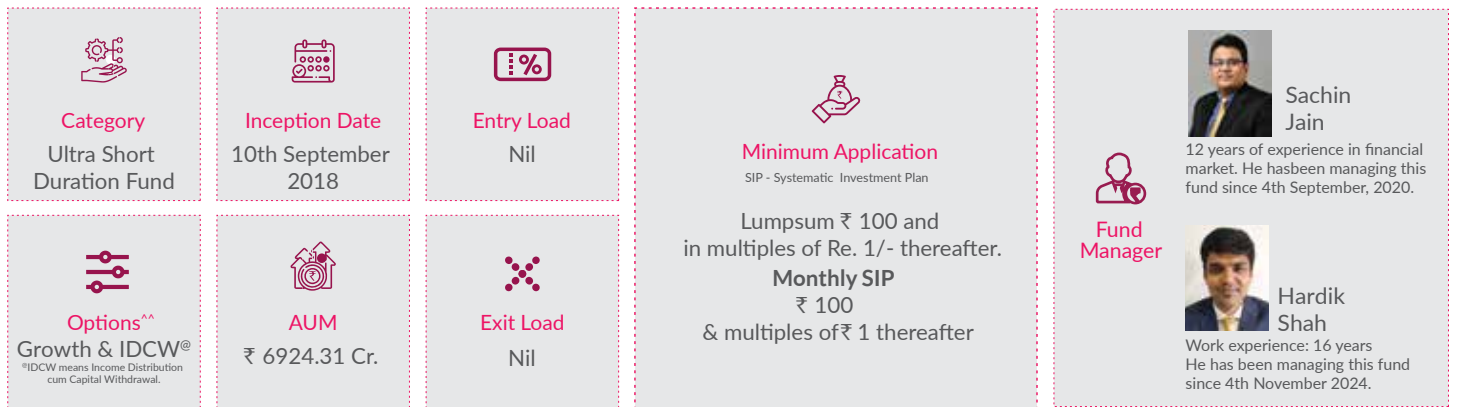 Category
Ultra Short
Duration Fund
Inception Date
10th September
2018
Entry Load
Nil
Options^^
Growth & IDCW@
@IDCW means Income Distribution
cum Capital Withdrawal.
AUM
₹ 6924.31 Cr.
Exit Load
Nil
Minimum Application
SIP - Systematic Investment Plan
Lumpsum ₹ 100 and
in multiples of Re. 1/- thereafter.
Monthly SIP
₹ 100
& multiples of₹ 1 thereafter
Fund
Manager
Sachin
Jain
12 years of experience in financial
market. He hasbeen managing this
fund since 4th September, 2020.
Hardik
Shah
Work experience: 16 years
He has been managing this fund
since 4th November 2024.